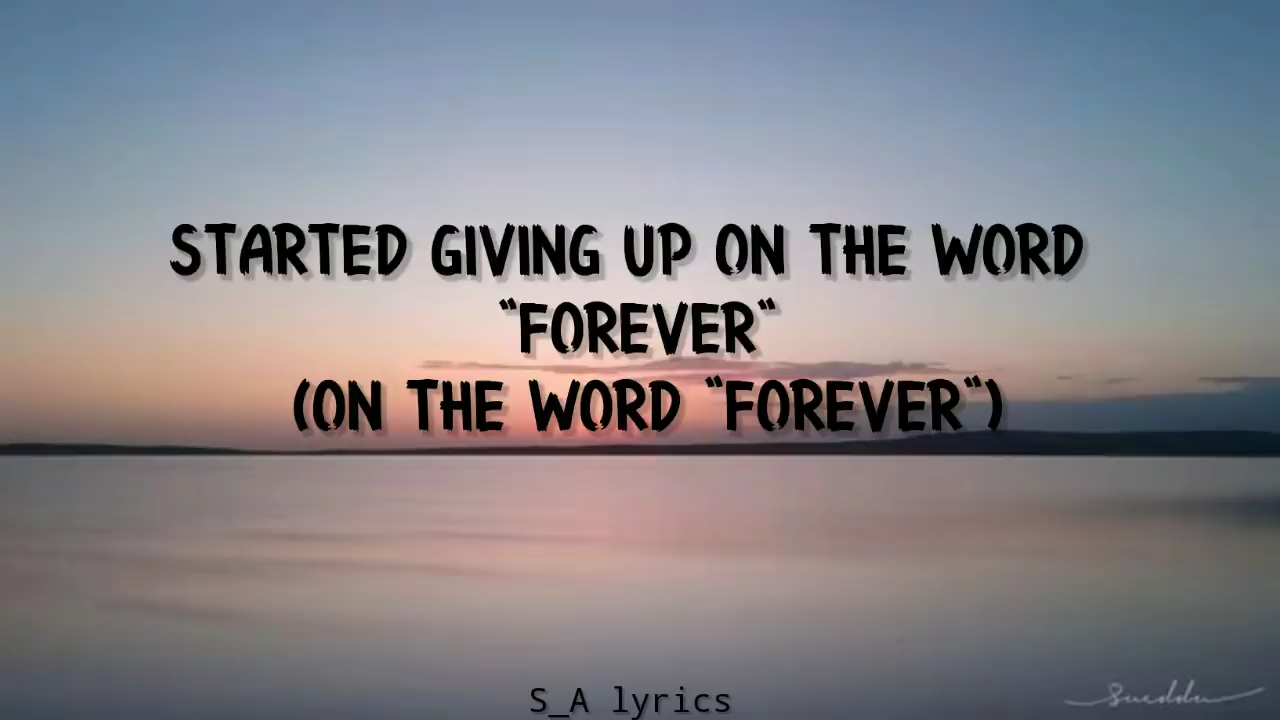 STARTED GIVING UP ON THE WORD
"FOREVER"
(ON THE WORD "FOREVER")
S_A lyrics